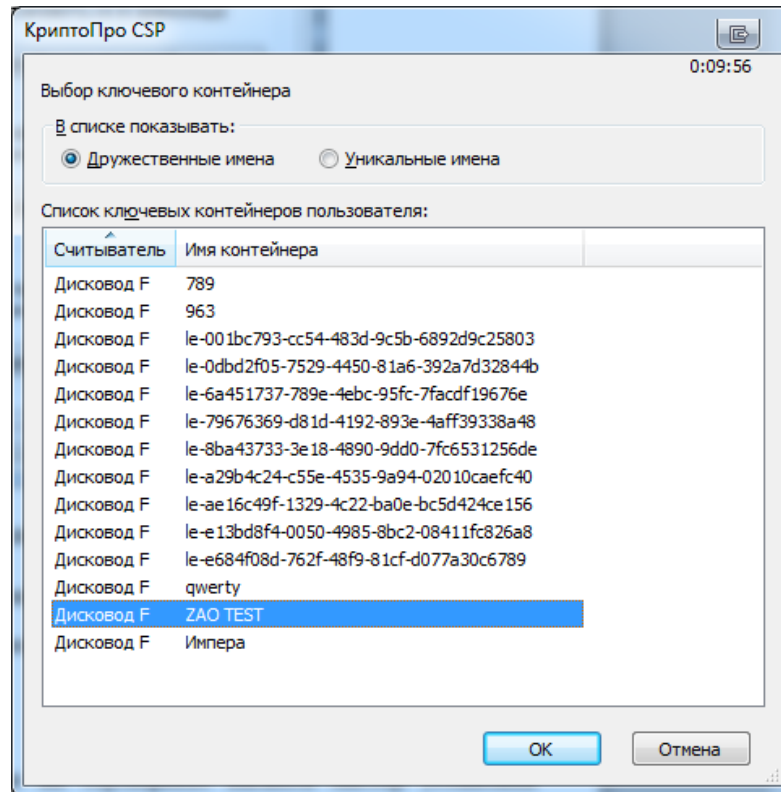 КриптоПро CSP
0:09:56
Выбор ключевого контейнера
В списке показывать:
Дружественные имена Уникальные имена
Список ключевых контейнеров пользователя:
Считыватель Имя контейнера
Дисковод F 789
Дисковод F 963
Дисковод F le-001bc793-cc54-483d-9c5b-6892d9c25803
Дисковод F le-0dbd2f05-7529-4450-81a6-392a7d32844b
Дисковод F le-6a451737-789e-4ebc-95fc-7facdf19676e
Дисковод F le-79676369-d81d-4192-893e-4aff39338a48
Дисковод F le-8ba43733-3e18-4890-9dd0-7fc6531256de
Дисковод F le-a29b4c24-c55e-4535-9a94-02010caefc40
Дисковод F le-ae16c49f-1329-4c22-ba0e-bc5d424ce156
Дисковод F le-e13bd8f4-0050-4985-8bc2-08411fc826a8
Дисковод F le-e684f08d-762f-48f9-81cf-d077a30c6789
Дисковод F qwerty
Дисковод F ZAO TEST
Дисковод F Импера
ОК Отмена